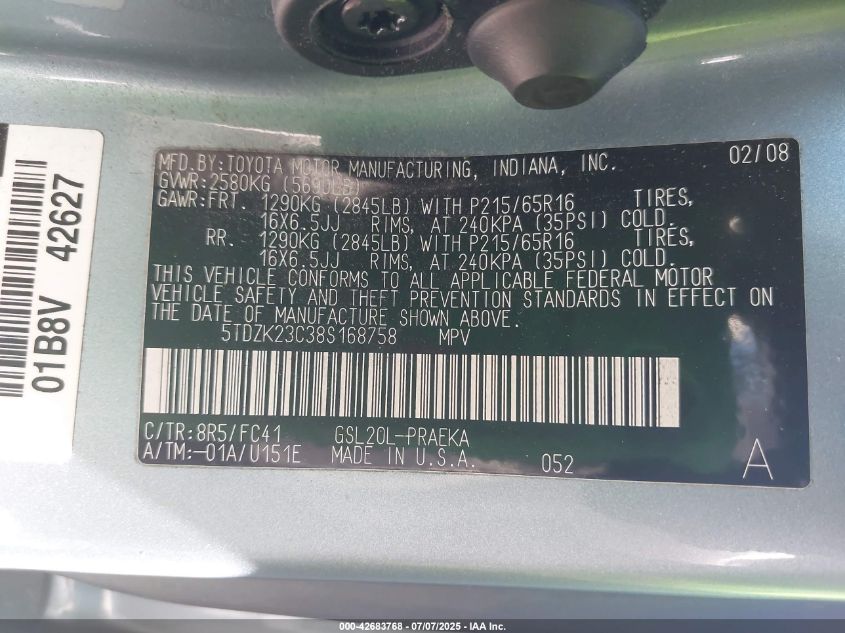 MFD. BY: TOYOTA MOTOR MANUFACTURING, INDIANA, INC. 02/08
GVWR: 2580KG (5690LB)
GAWR: FRT. 1290KG (2845LB) WITH P215/65R16 TIRES,
16X6.5JJ RIMS, AT 240KPA (35PSI) COLD.
RR. 1290KG (2845LB) WITH P215/65R16 TIRES,
16X6.5JJ RIMS, AT 240KPA (35PSI) COLD.
THIS VEHICLE CONFORMS TO ALL APPLICABLE FEDERAL MOTOR
VEHICLE SAFETY AND THEFT PREVENTION STANDARDS IN EFFECT ON
THE DATE OF MANUFACTURE SHOWN ABOVE.
5TDZK23C38S168758 MPV
C/TR: 8R5/FC41 GSL20L-PRAEKA
A/TM: -01A/U151E MADE IN U.S.A. 052 A
01B8V 42627
000-42683768 - 07/07/2025 - IAA Inc.